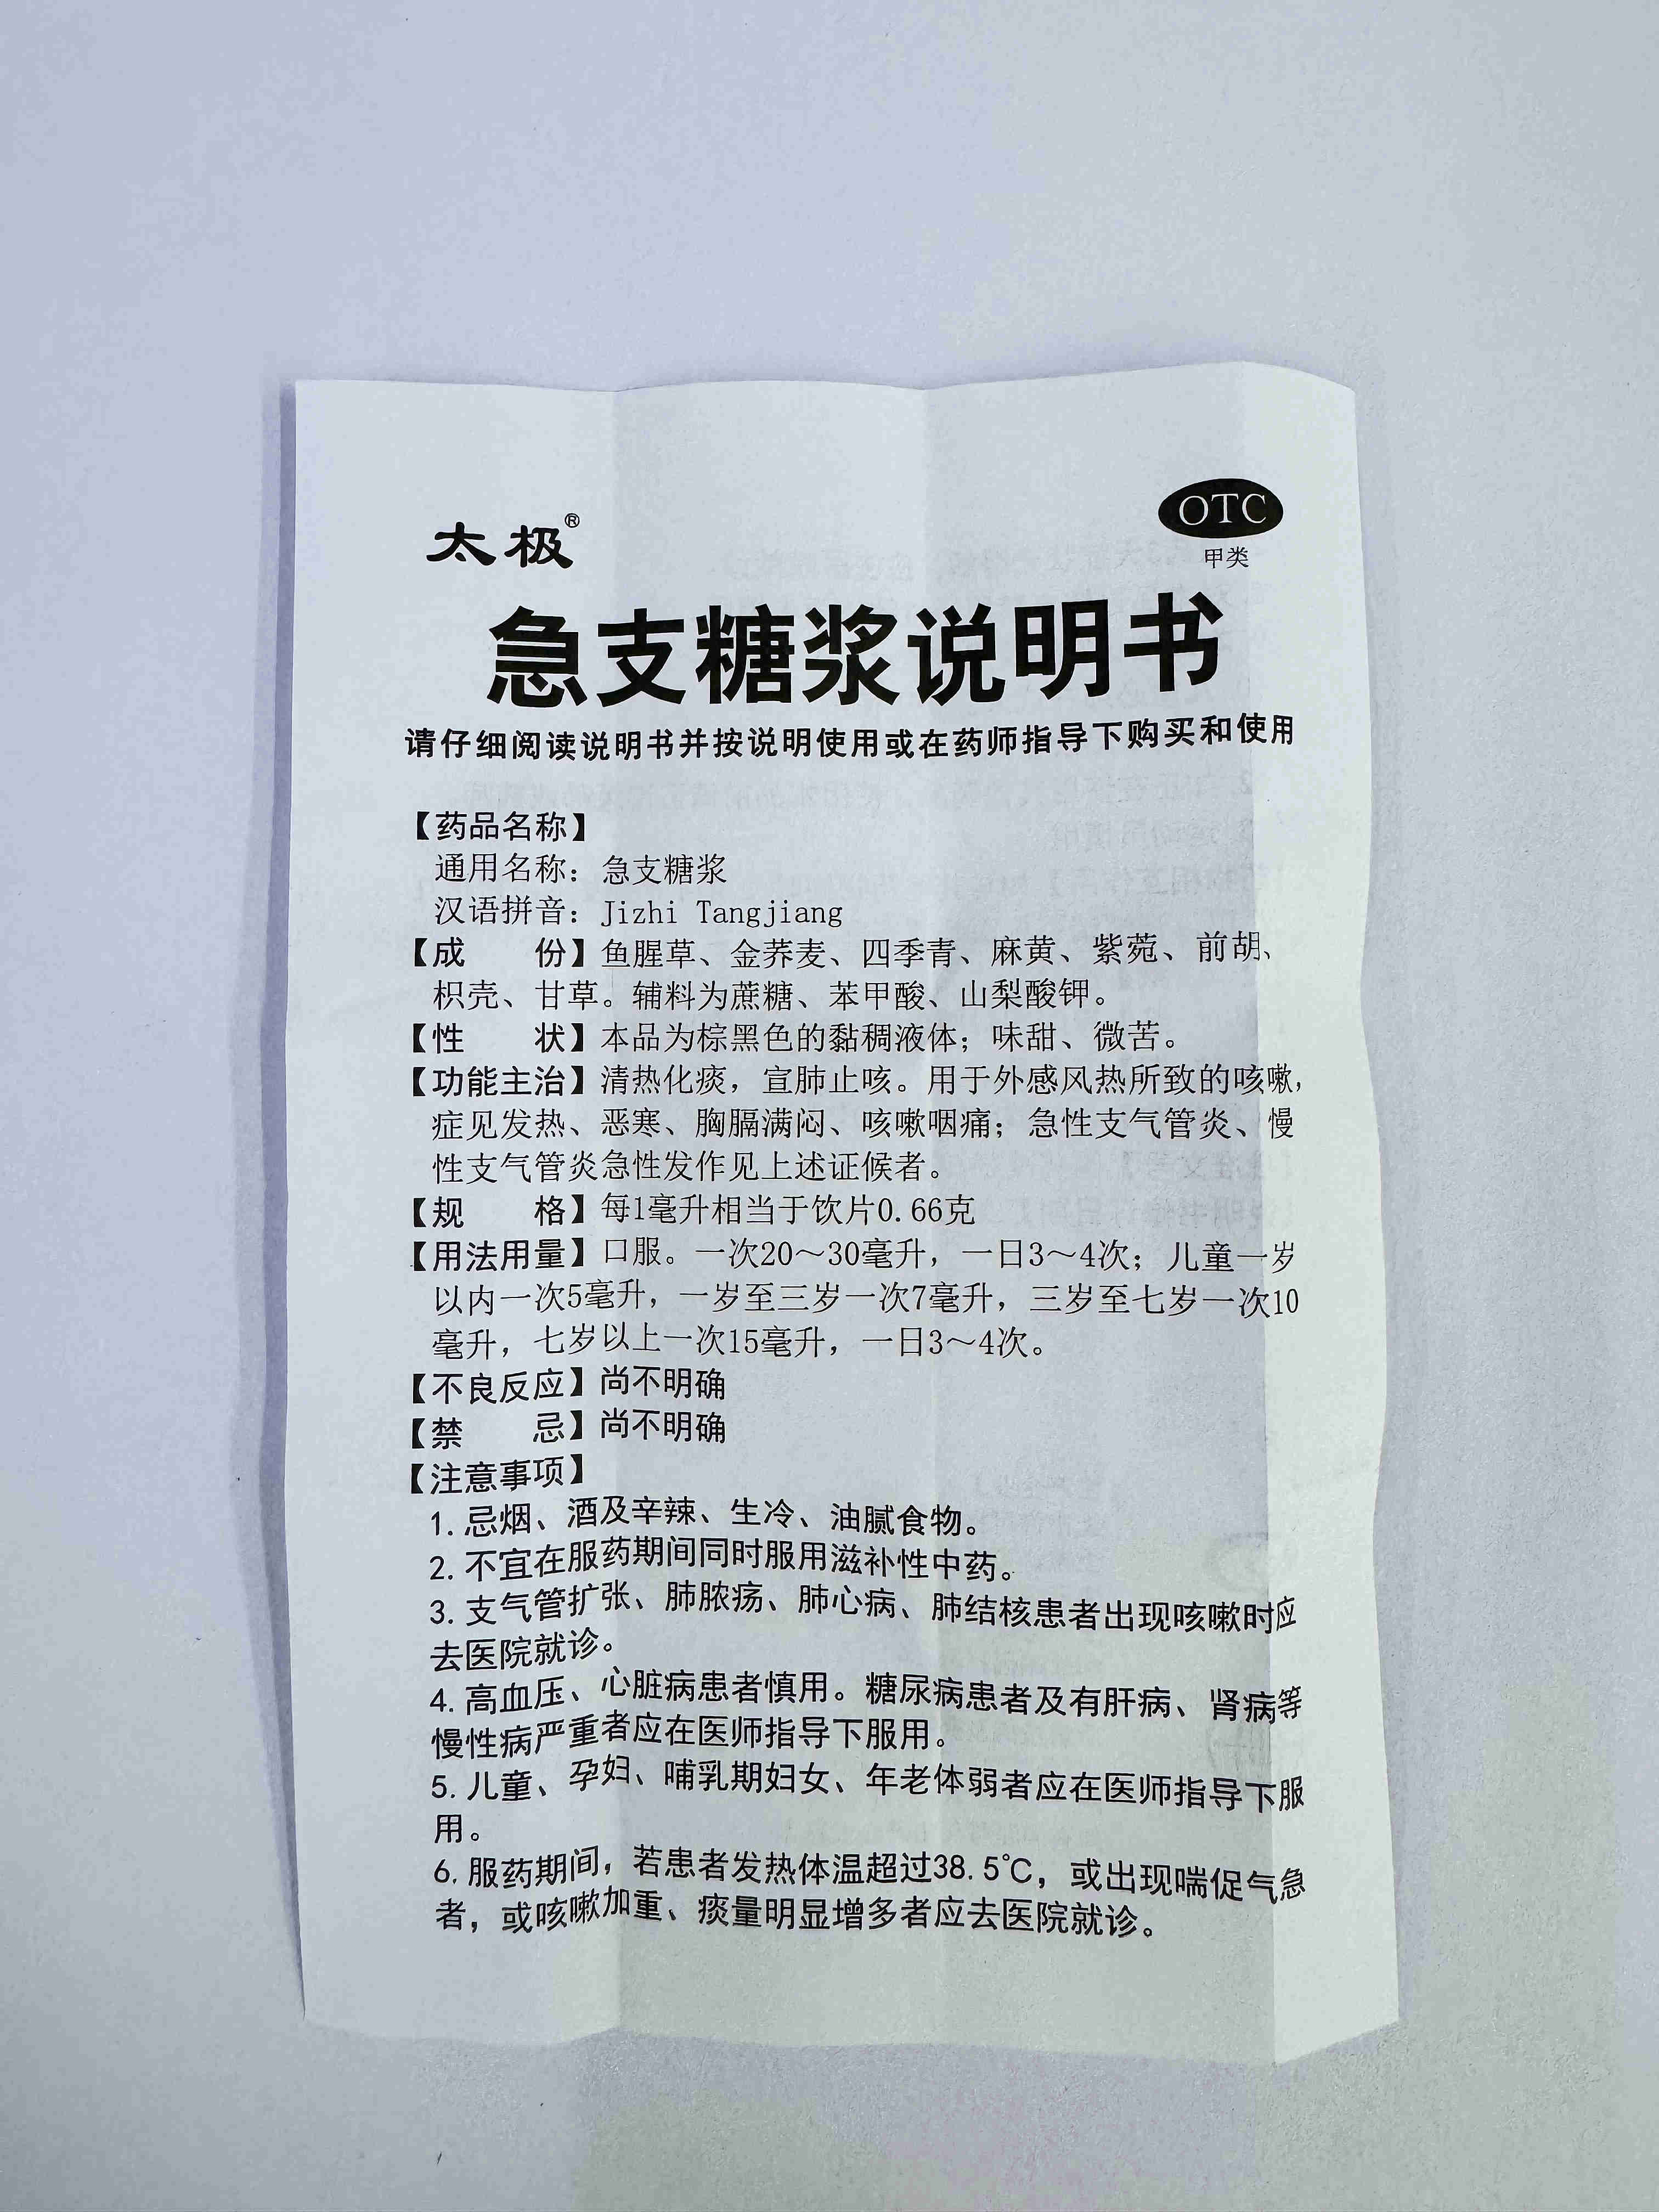 太极®
OTC
甲类
急支糖浆说明书
请仔细阅读说明书并按说明使用或在药师指导下购买和使用
【药品名称】
通用名称：急支糖浆
汉语拼音：Jizhi Tangjiang
【成　　份】鱼腥草、金荞麦、四季青、麻黄、紫菀、前胡、
枳壳、甘草。辅料为蔗糖、苯甲酸、山梨酸钾。
【性　　状】本品为棕黑色的黏稠液体；味甜、微苦。
【功能主治】清热化痰，宣肺止咳。用于外感风热所致的咳嗽，
症见发热、恶寒、胸膈满闷、咳嗽咽痛；急性支气管炎、慢
性支气管炎急性发作见上述证候者。
【规　　格】每1毫升相当于饮片0.66克
【用法用量】口服。一次20～30毫升，一日3～4次；儿童一岁
以内一次5毫升，一岁至三岁一次7毫升，三岁至七岁一次10
毫升，七岁以上一次15毫升，一日3～4次。
【不良反应】尚不明确
【禁　　忌】尚不明确
【注意事项】
1.忌烟、酒及辛辣、生冷、油腻食物。
2.不宜在服药期间同时服用滋补性中药。
3.支气管扩张、肺脓疡、肺心病、肺结核患者出现咳嗽时应
去医院就诊。
4.高血压、心脏病患者慎用。糖尿病患者及有肝病、肾病等
慢性病严重者应在医师指导下服用。
5.儿童、孕妇、哺乳期妇女、年老体弱者应在医师指导下服
用。
6.服药期间，若患者发热体温超过38.5℃，或出现喘促气急
者，或咳嗽加重、痰量明显增多者应去医院就诊。